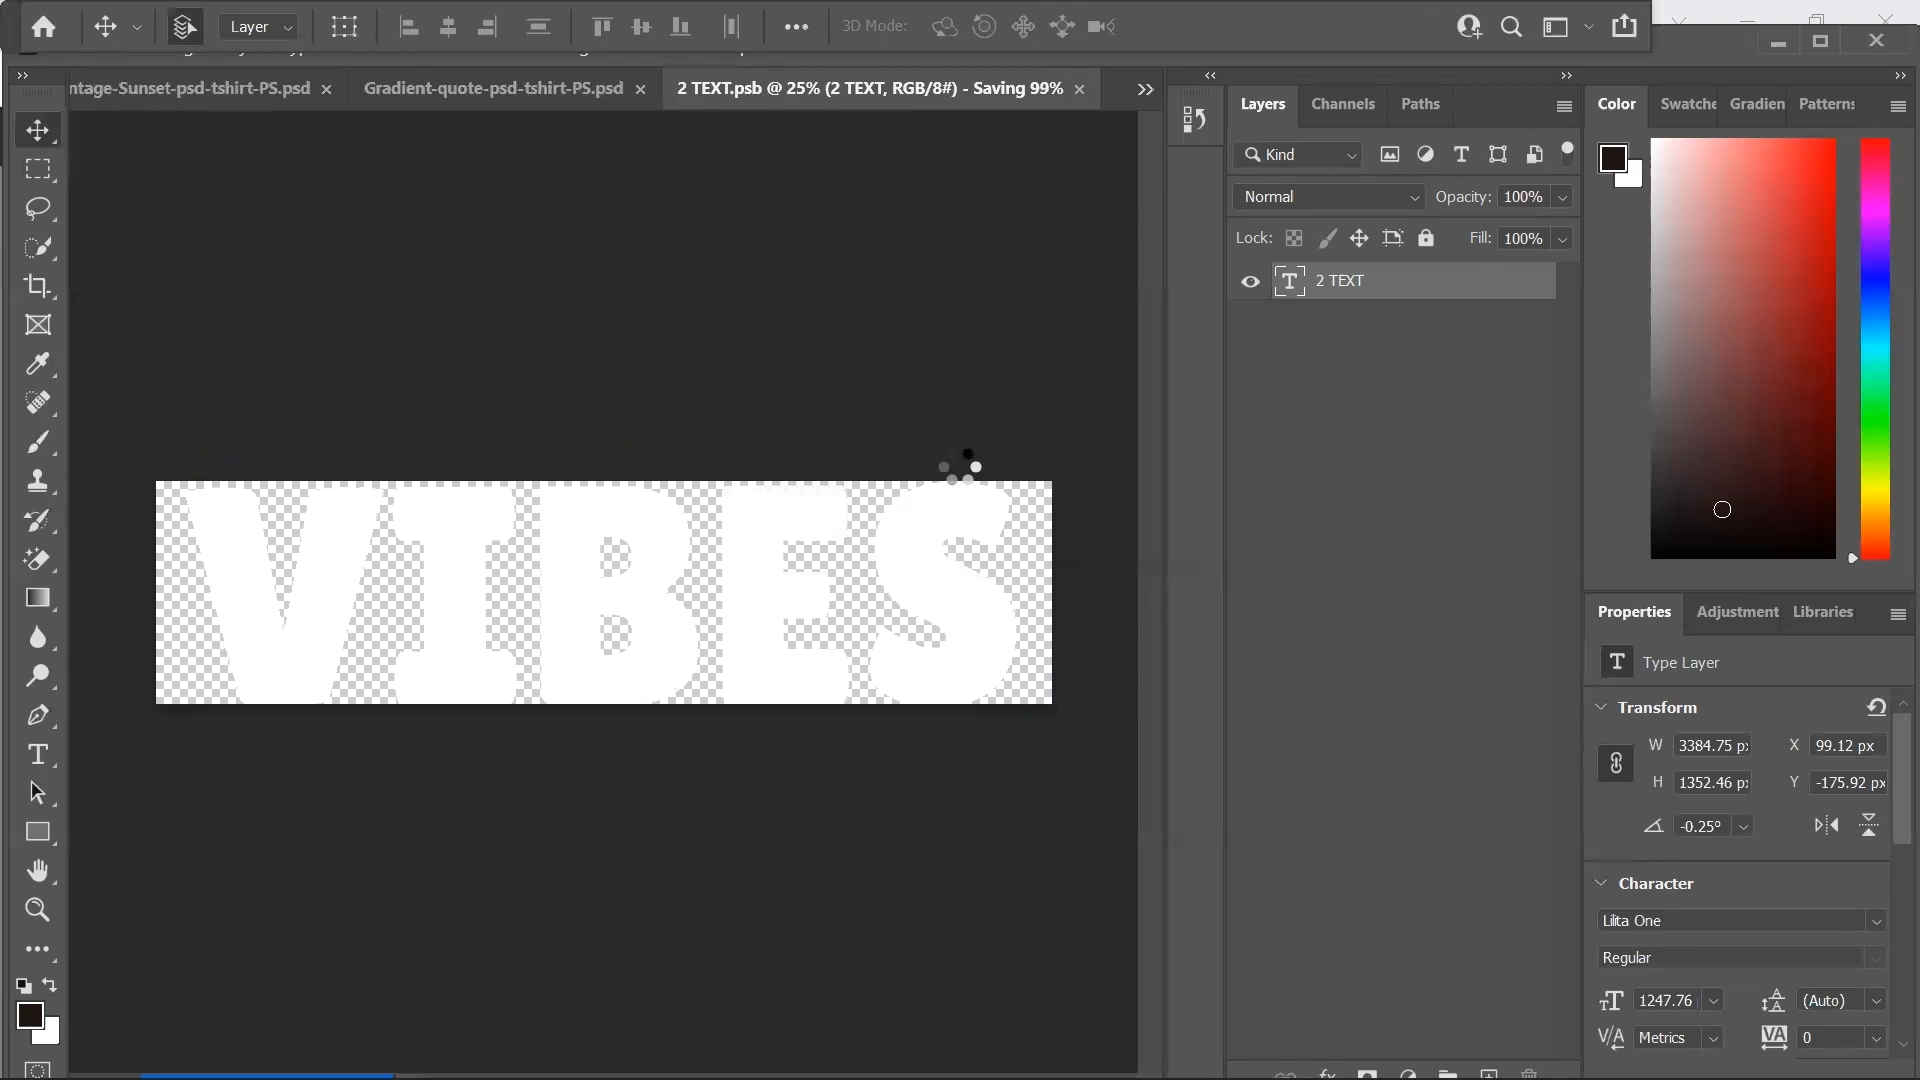 Layer
3D Mode:
ntage-Sunset-psd-tshirt-PS.psd
Gradient-quote-psd-tshirt-PS.psd
2 TEXT.psb @ 25% (2 TEXT, RGB/8#) - Saving 99%
Layers
Channels
Paths
Color
Swatche
Gradien
Patterns
Kind
Normal
Opacity: 100%
Lock:
Fill: 100%
2 TEXT
VIBES
Properties
Adjustment
Libraries
Type Layer
Transform
W 3384.75 px
X 99.12 px
H 1352.46 px
Y -175.92 px
-0.25°
Character
Lilita One
Regular
1247.76
(Auto)
Metrics
0